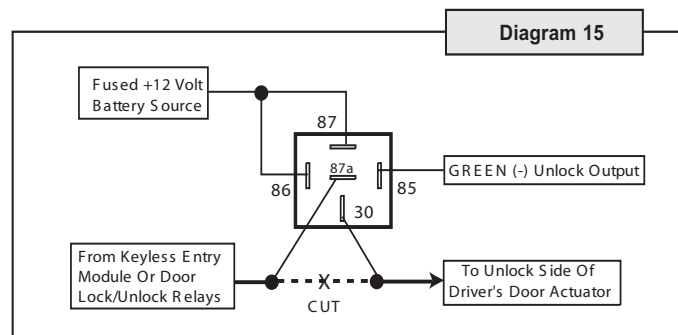 Diagram 15
Fused +12 Volt
Battery Source
87
87a
86
85
30
GREEN (-) Unlock Output
From Keyless Entry
Module Or Door
Lock/Unlock Relays
X
CUT
To Unlock Side Of
Driver's Door Actuator